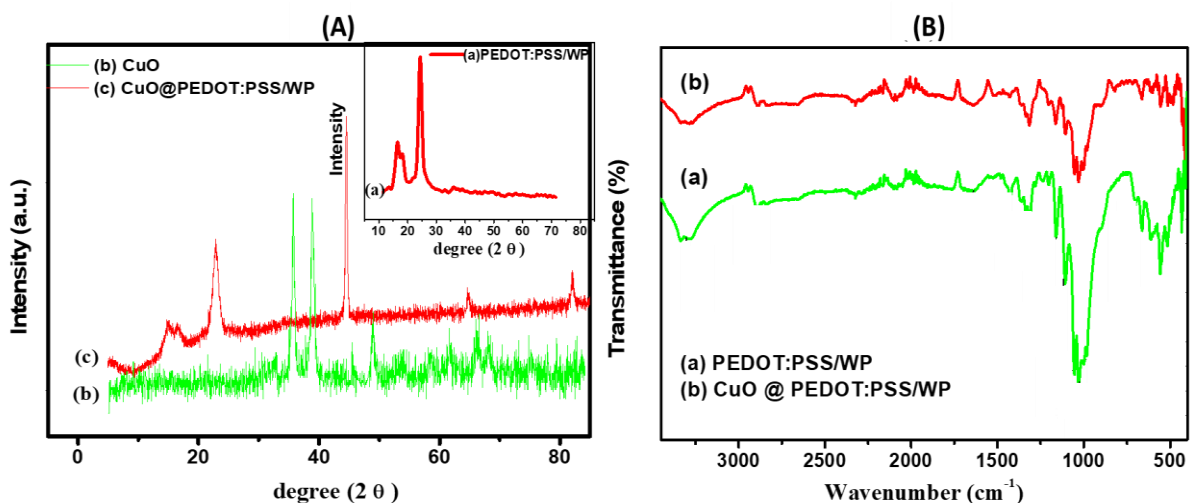 (A)
(b) CuO
(c) CuO@PEDOT:PSS/WP
Intensity (a.u.)
(c)
(b)
0 20 40 60 80
degree (2 θ )
(a)PEDOT:PSS/WP
Intensity
(a)
10 20 30 40 50 60 70 80
degree (2 θ )
(B)
Transmittance (%)
(b)
(a)
(a) PEDOT:PSS/WP
(b) CuO @ PEDOT:PSS/WP
3000 2500 2000 1500 1000 500
Wavenumber (cm⁻¹)